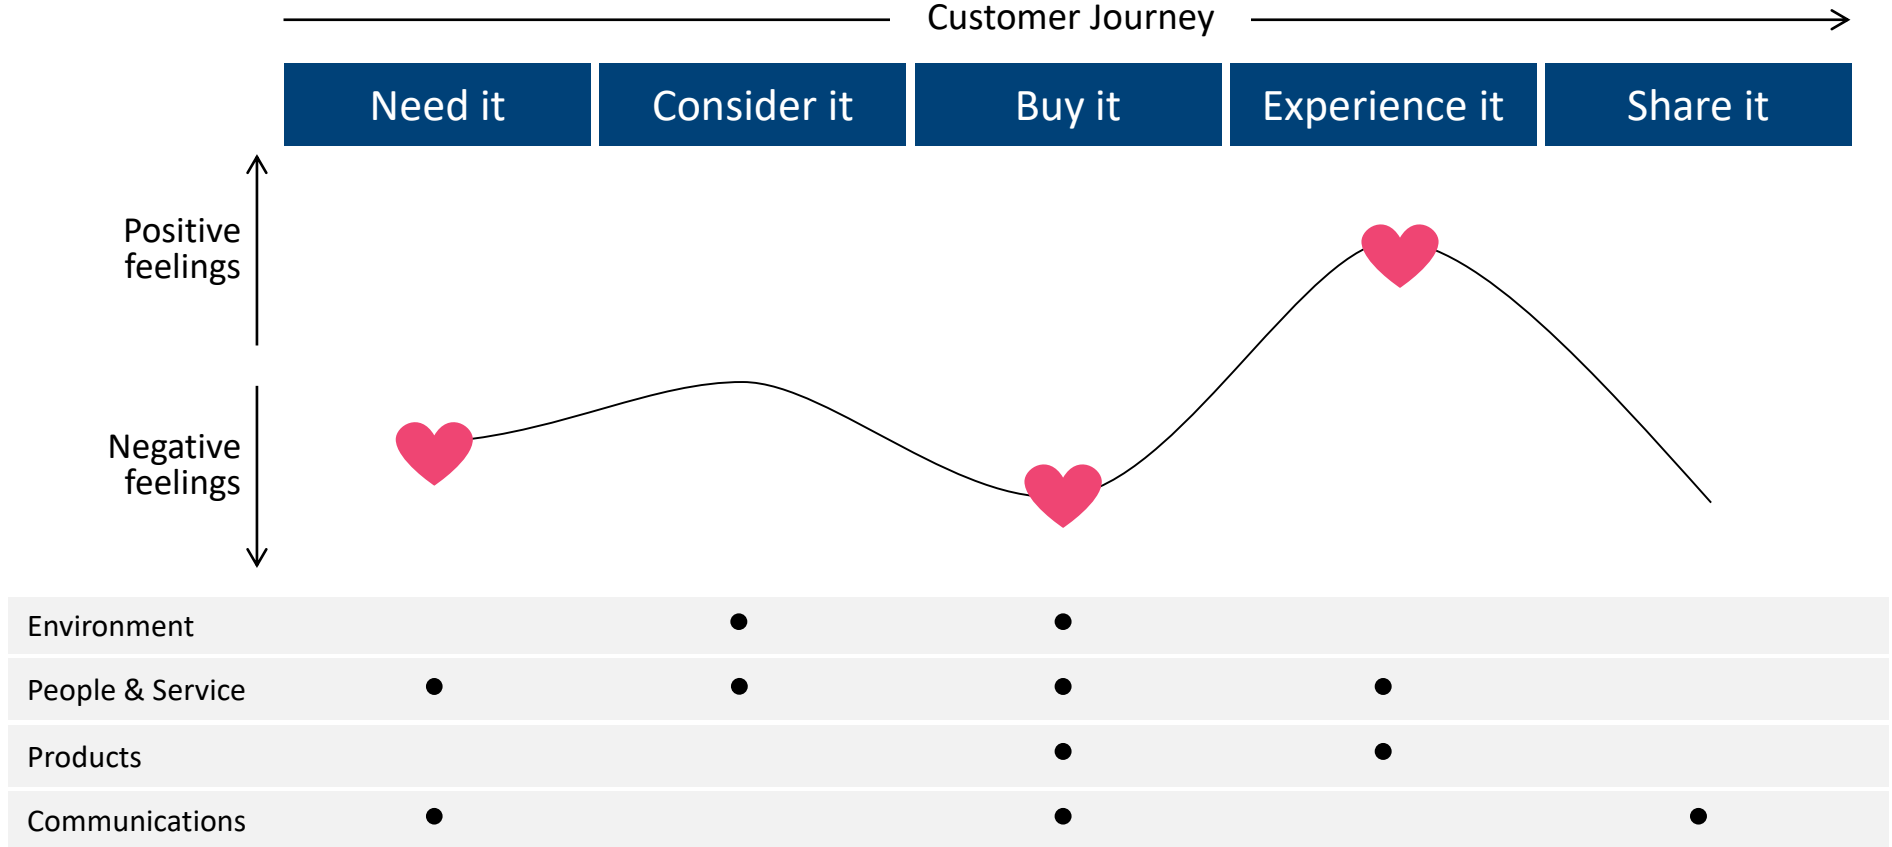 Customer Journey
Need it
Consider it
Buy it
Experience it
Share it
Positive
feelings
Negative
feelings
Environment
People & Service
Products
Communications